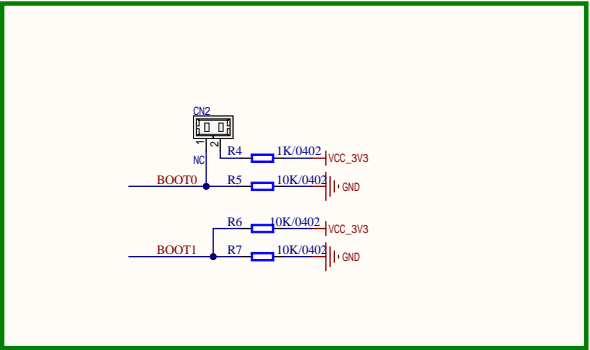 CN2
1 2
NC
R4 1K/0402 VCC_3V3
BOOT0 R5 10K/0402 GND
R6 10K/0402 VCC_3V3
BOOT1 R7 10K/0402 GND